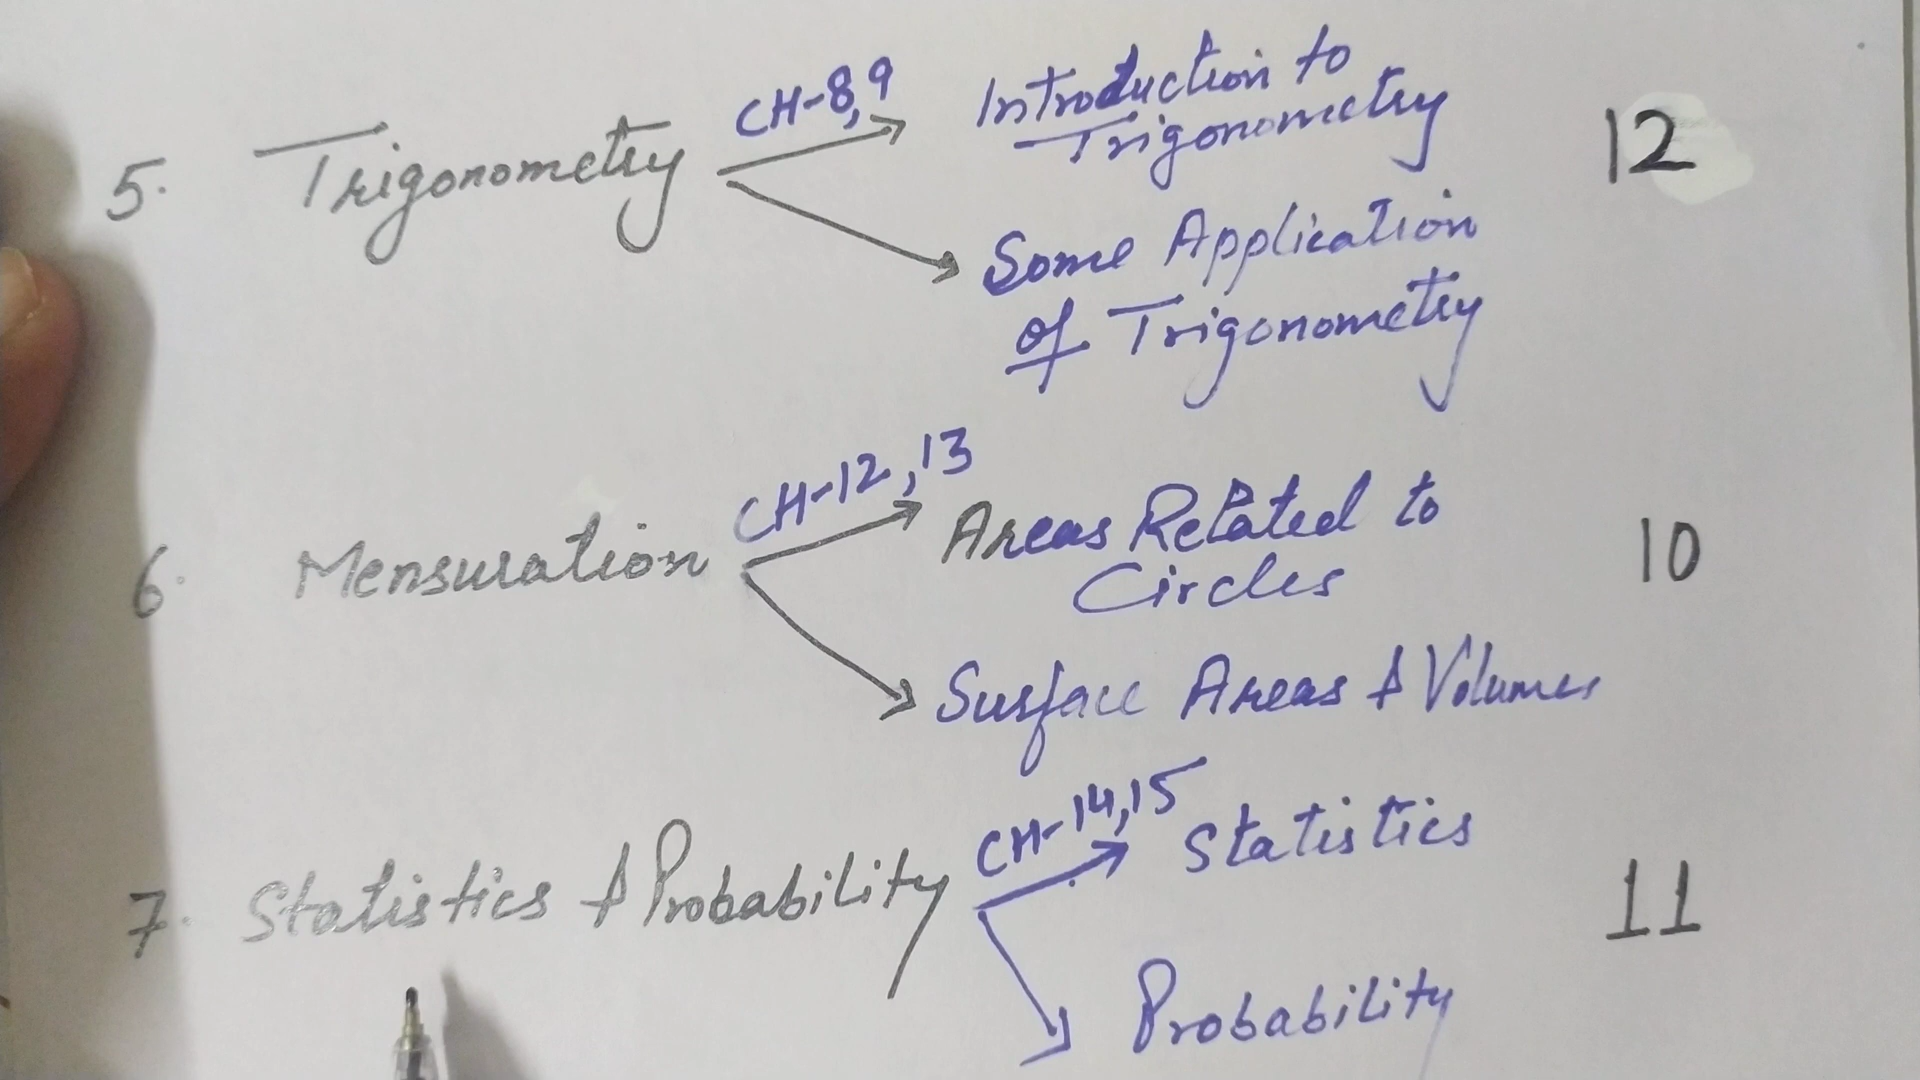 CH-8,9
Introduction to
5. Trigonometry Trigonometry 12
Some Application
of Trigonometry
CH-12,13
6. Mensuration Areas Related to 10
Circles
Surface Areas & Volumes
CH-14,15
7. Statistics & Probability Statistics 11
Probability